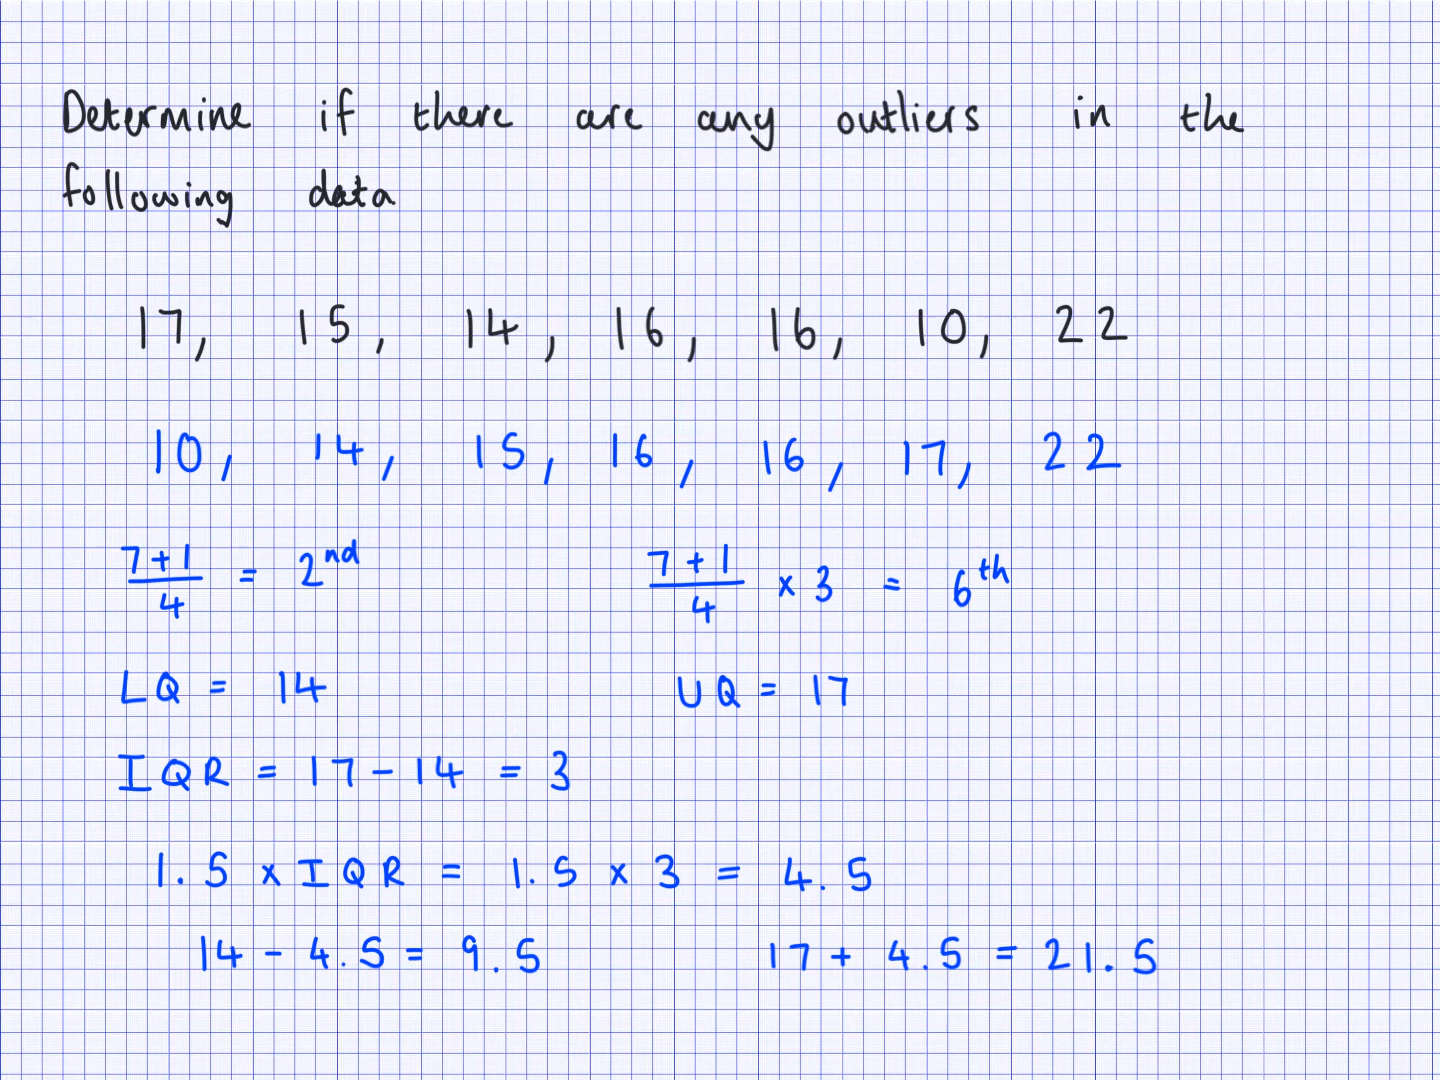 Determine if there are any outliers in the
following data
17, 15, 14, 16, 16, 10, 22
10, 14, 15, 16, 16, 17, 22
7+1/4 = 2nd 7+1/4 × 3 = 6th
LQ = 14 UQ = 17
IQR = 17 - 14 = 3
1.5 × IQR = 1.5 × 3 = 4.5
14 - 4.5 = 9.5 17 + 4.5 = 21.5